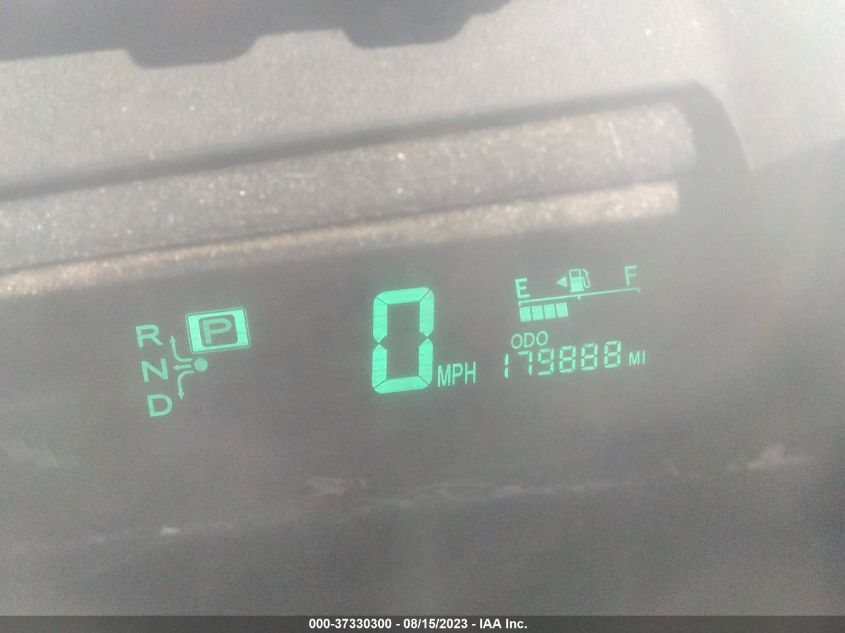 R P
N
D
0 MPH
E F
ODO
179888 MI
000-37330300 - 08/15/2023 - IAA Inc.